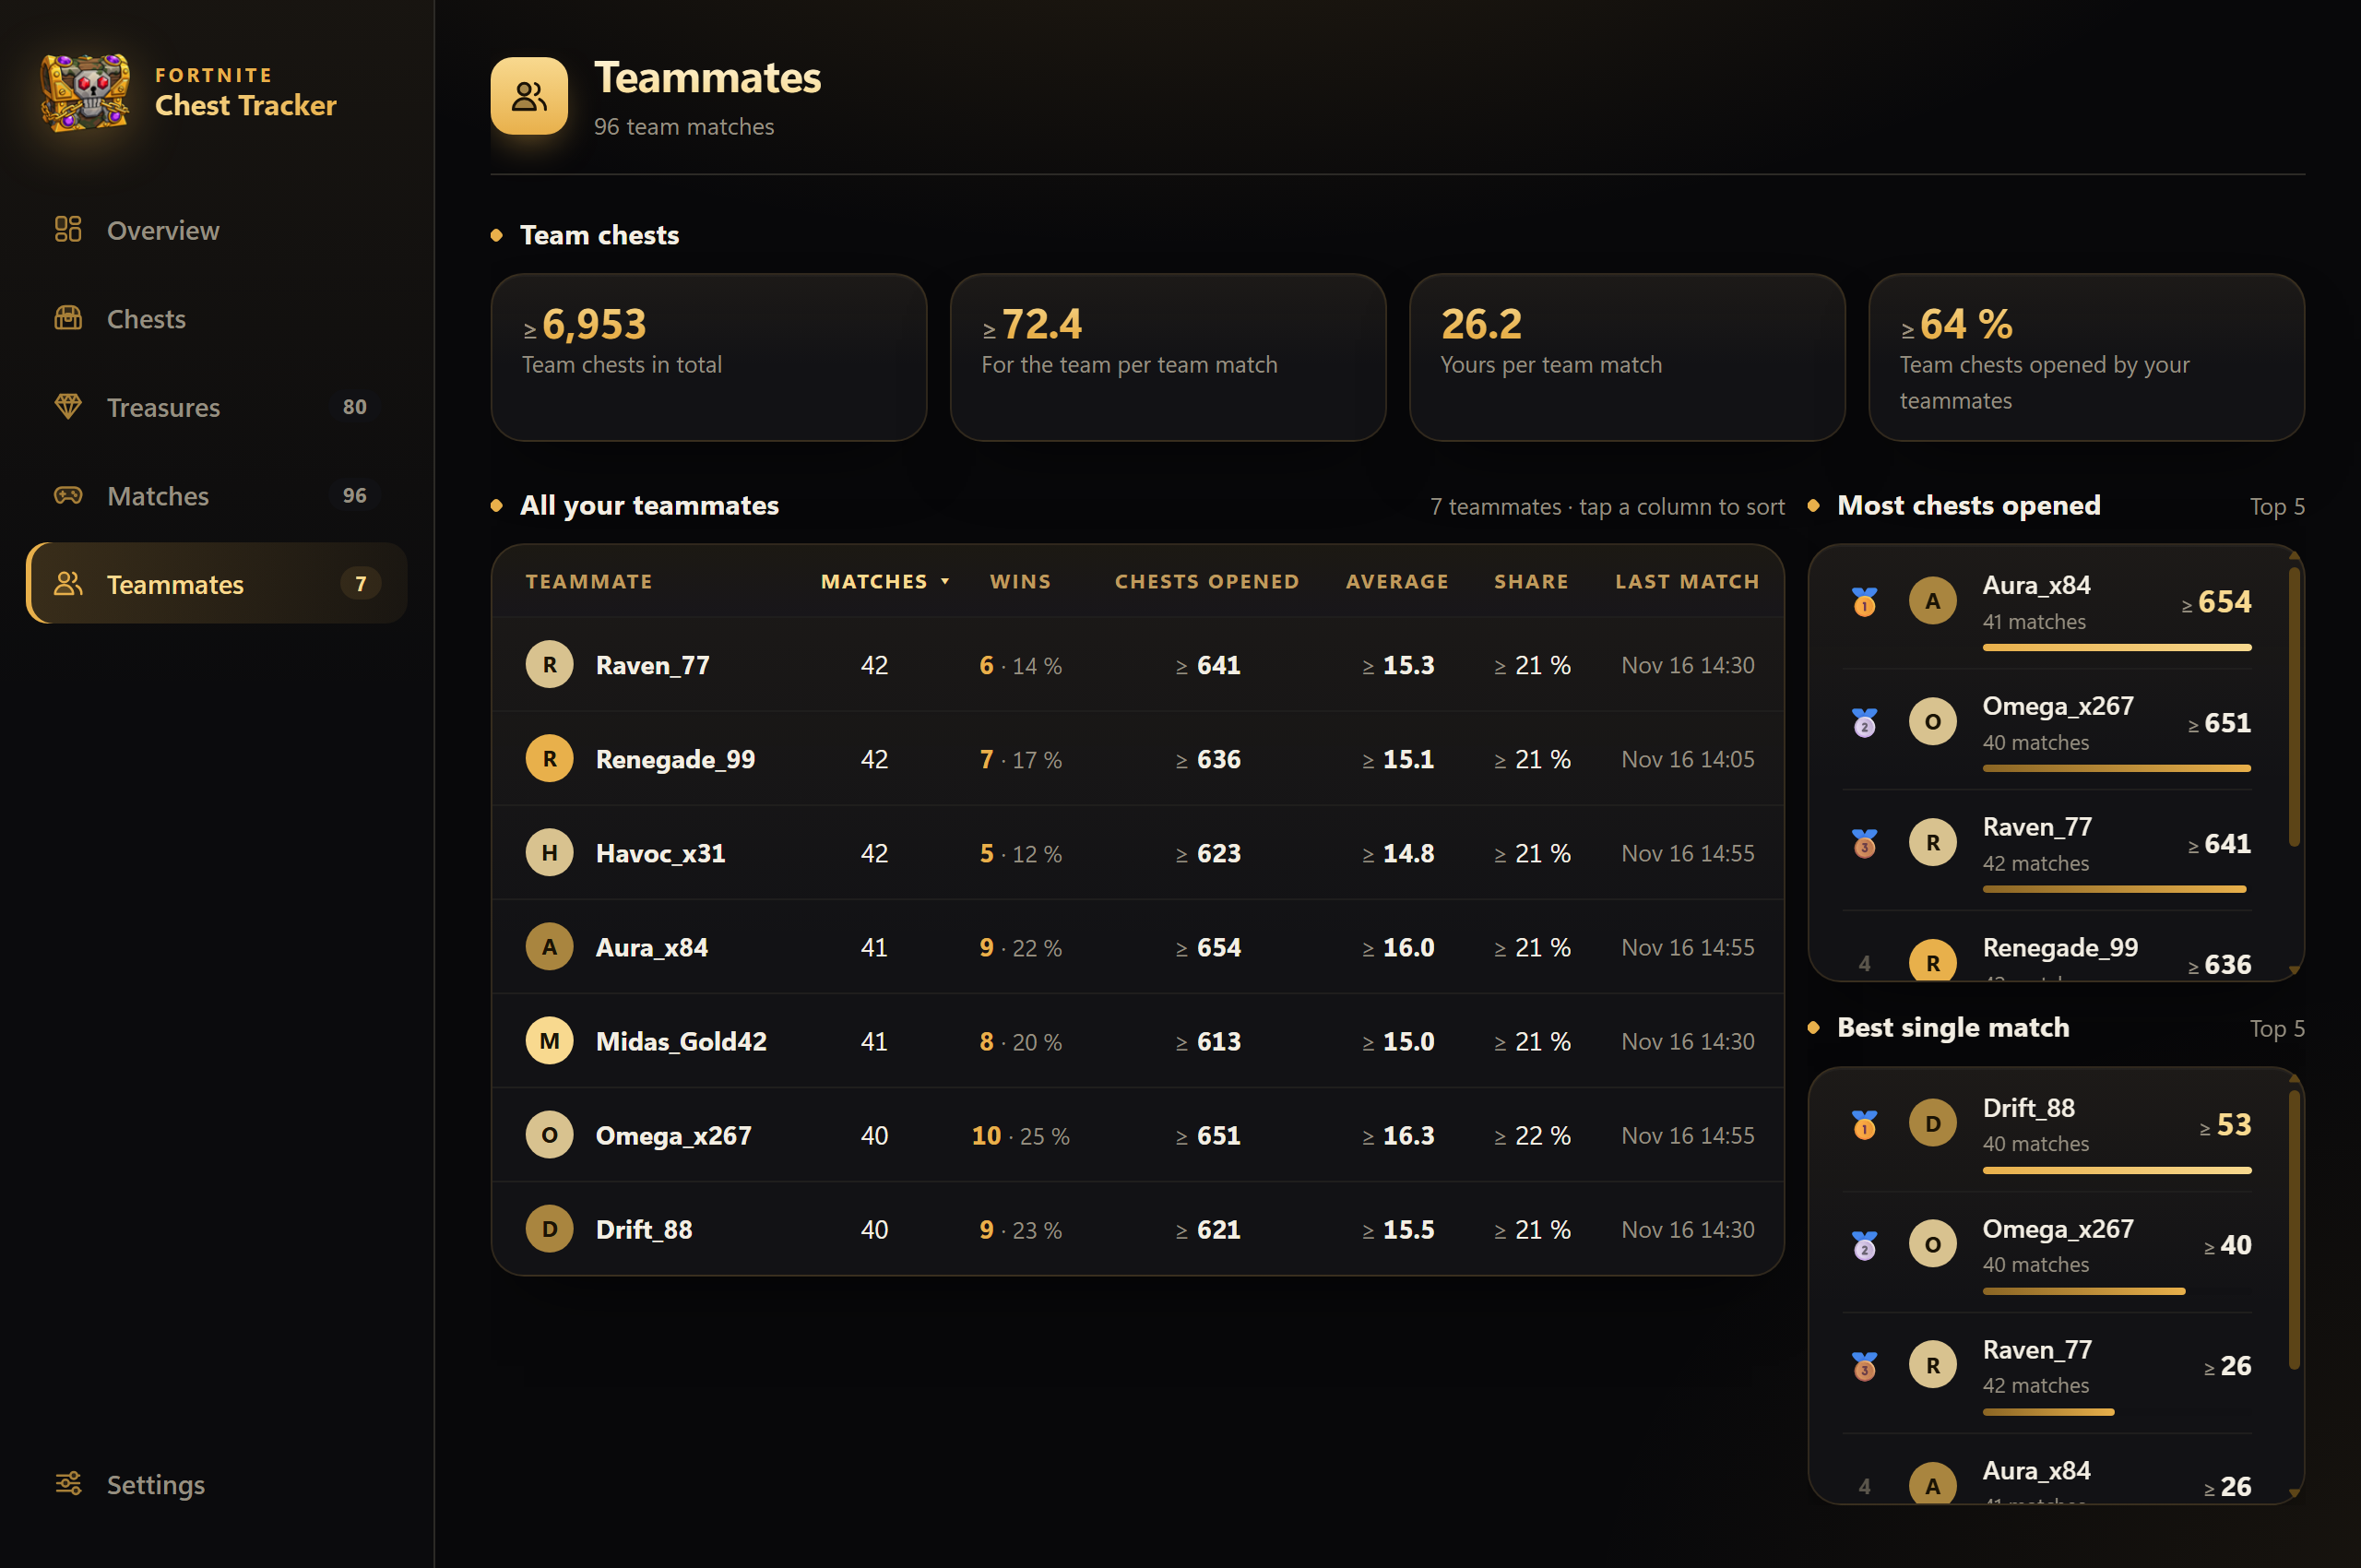 FORTNITE
Chest Tracker
Overview
Chests
Treasures 80
Matches 96
Teammates 7
Settings
Teammates
96 team matches
Team chests
≥ 6,953
Team chests in total
≥ 72.4
For the team per team match
26.2
Yours per team match
≥ 64 %
Team chests opened by your
teammates
All your teammates
7 teammates · tap a column to sort
TEAMMATE MATCHES ▼ WINS CHESTS OPENED AVERAGE SHARE LAST MATCH
R Raven_77 42 6 · 14 % ≥ 641 ≥ 15.3 ≥ 21 % Nov 16 14:30
R Renegade_99 42 7 · 17 % ≥ 636 ≥ 15.1 ≥ 21 % Nov 16 14:05
H Havoc_x31 42 5 · 12 % ≥ 623 ≥ 14.8 ≥ 21 % Nov 16 14:55
A Aura_x84 41 9 · 22 % ≥ 654 ≥ 16.0 ≥ 21 % Nov 16 14:55
M Midas_Gold42 41 8 · 20 % ≥ 613 ≥ 15.0 ≥ 21 % Nov 16 14:30
O Omega_x267 40 10 · 25 % ≥ 651 ≥ 16.3 ≥ 22 % Nov 16 14:55
D Drift_88 40 9 · 23 % ≥ 621 ≥ 15.5 ≥ 21 % Nov 16 14:30
Most chests opened Top 5
1 A Aura_x84 ≥ 654
41 matches
2 O Omega_x267 ≥ 651
40 matches
3 R Raven_77 ≥ 641
42 matches
4 R Renegade_99 ≥ 636
Best single match Top 5
1 D Drift_88 ≥ 53
40 matches
2 O Omega_x267 ≥ 40
40 matches
3 R Raven_77 ≥ 26
42 matches
4 A Aura_x84 ≥ 26